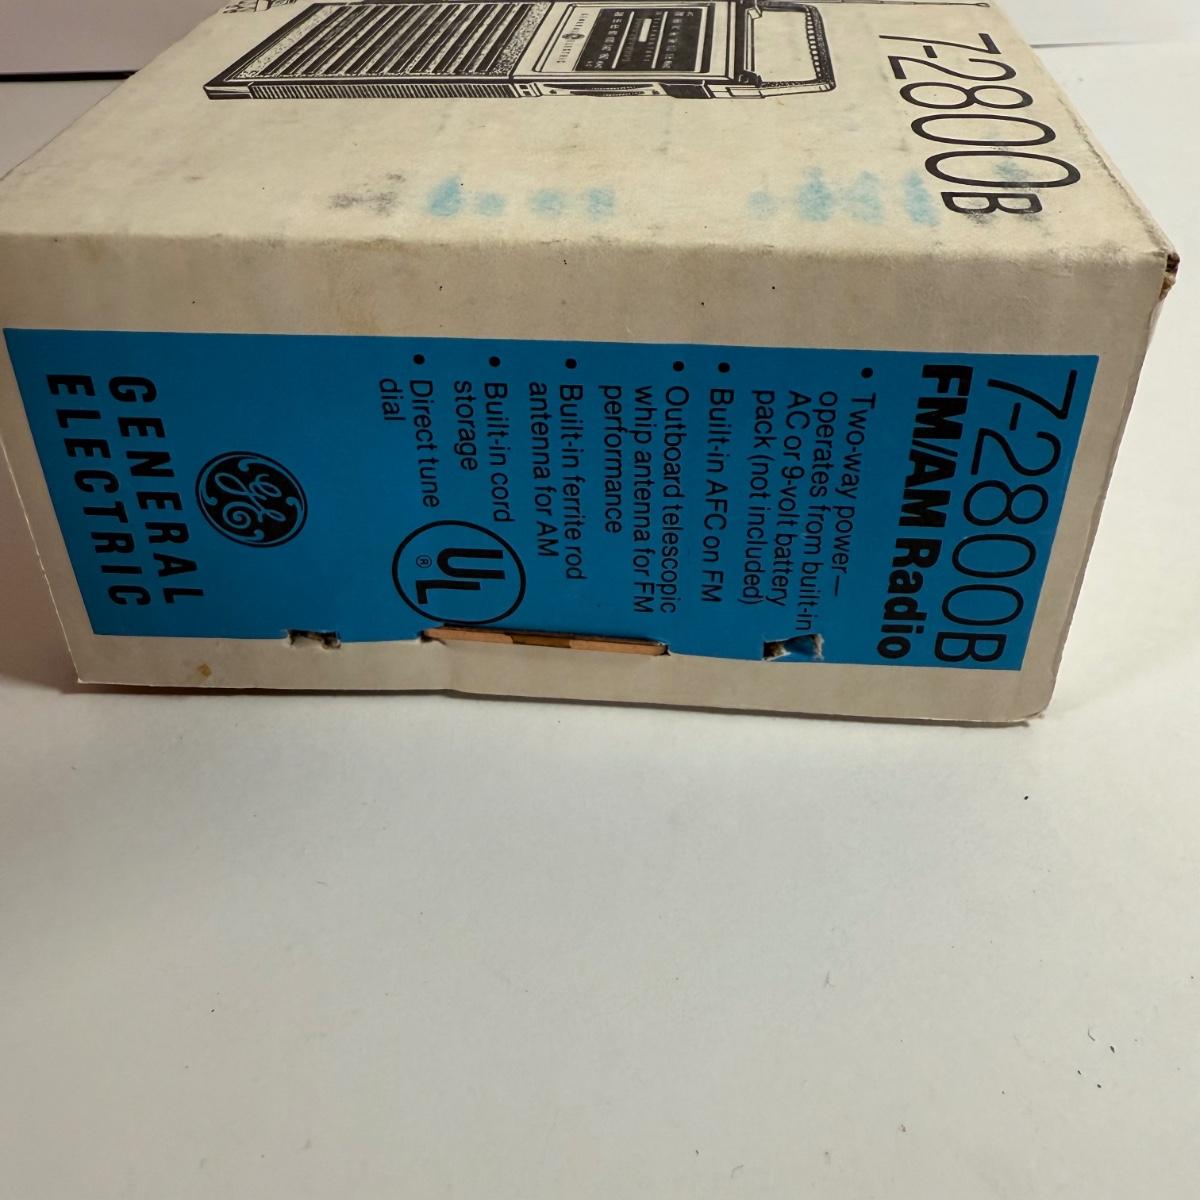 7-2800B
7-2800B
FM/AM Radio
• Two-way power—
operates from built-in
AC or 9-volt battery
pack (not included)
• Built-in AFC on FM
• Outboard telescopic
whip antenna for FM
performance
• Built-in ferrite rod
antenna for AM
• Built-in cord
storage
• Direct tune
dial
UL
®
GE
GENERAL
ELECTRIC